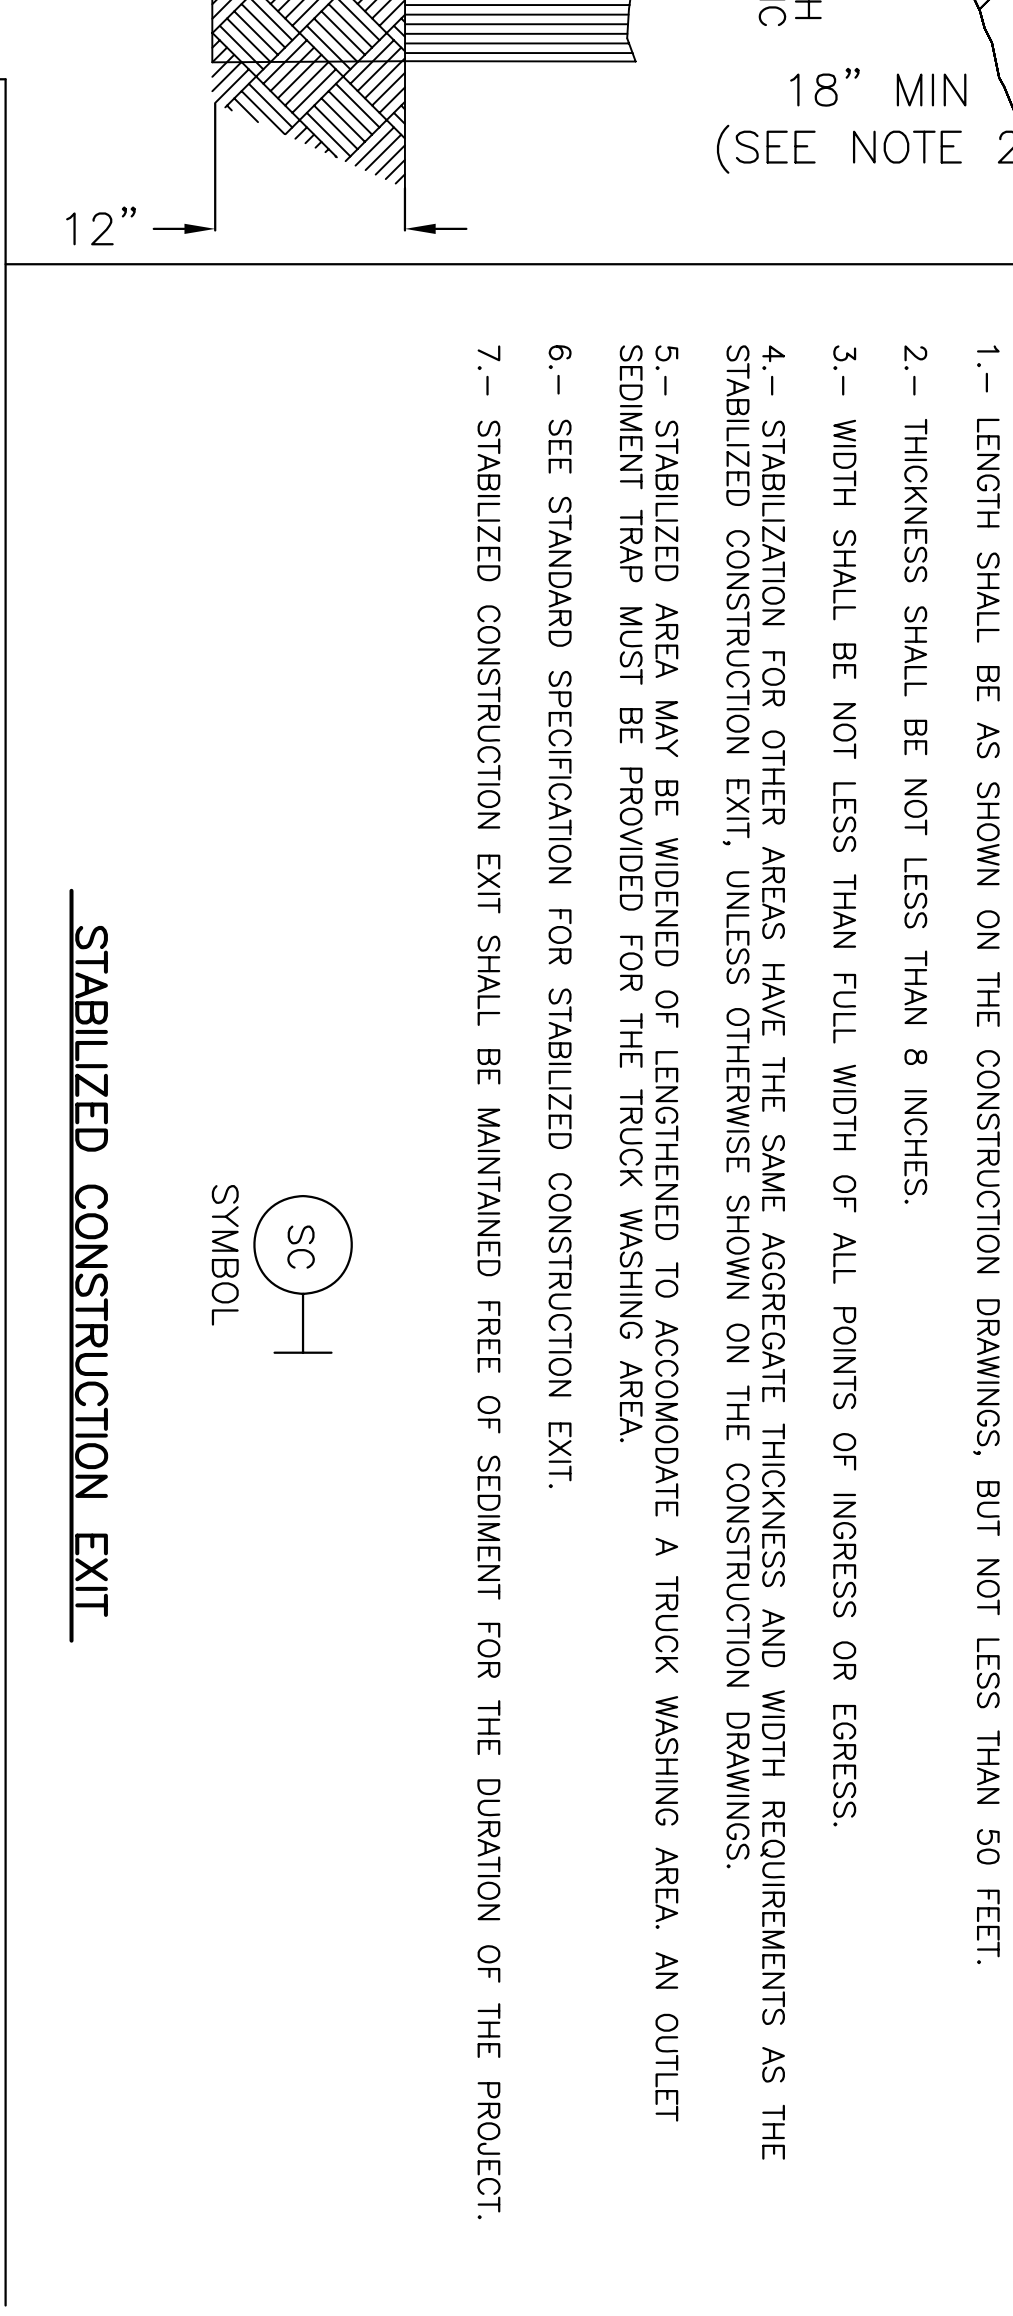 18” MIN
(SEE NOTE 2
12”
1.– LENGTH SHALL BE AS SHOWN ON THE CONSTRUCTION DRAWINGS, BUT NOT LESS THAN 50 FEET.
2.– THICKNESS SHALL BE NOT LESS THAN 8 INCHES.
3.– WIDTH SHALL BE NOT LESS THAN FULL WIDTH OF ALL POINTS OF INGRESS OR EGRESS.
4.– STABILIZATION FOR OTHER AREAS HAVE THE SAME AGGREGATE THICKNESS AND WIDTH REQUIREMENTS AS THE
STABILIZED CONSTRUCTION EXIT, UNLESS OTHERWISE SHOWN ON THE CONSTRUCTION DRAWINGS.
5.– STABILIZED AREA MAY BE WIDENED OF LENGTHENED TO ACCOMODATE A TRUCK WASHING AREA. AN OUTLET
SEDIMENT TRAP MUST BE PROVIDED FOR THE TRUCK WASHING AREA.
6.– SEE STANDARD SPECIFICATION FOR STABILIZED CONSTRUCTION EXIT.
7.– STABILIZED CONSTRUCTION EXIT SHALL BE MAINTAINED FREE OF SEDIMENT FOR THE DURATION OF THE PROJECT.
SC
SYMBOL
STABILIZED CONSTRUCTION EXIT